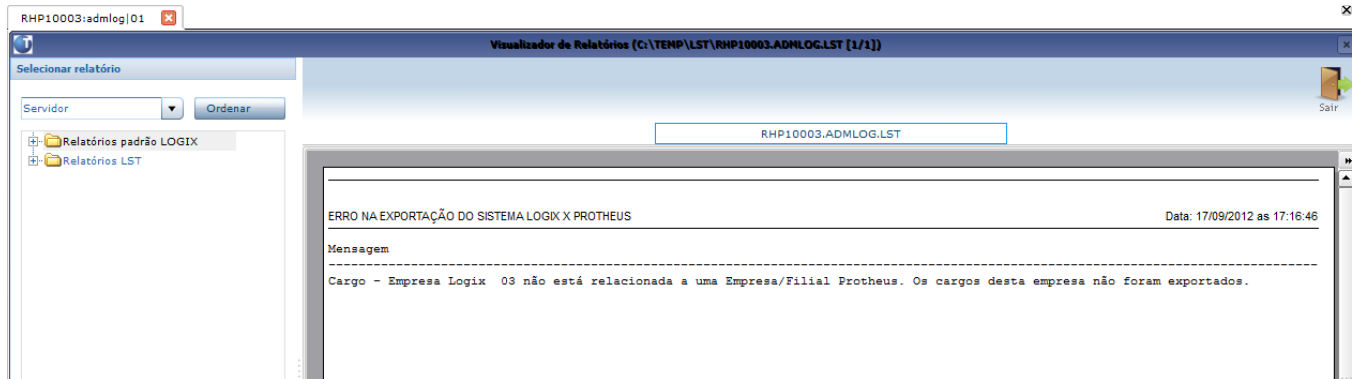 RHP10003:admlog|01
Visualizador de Relatórios (C:\TEMP\LST\RHP10003.ADMLOG.LST [1/1])
Selecionar relatório
Servidor
Ordenar
Sair
Relatórios padrão LOGIX
Relatórios LST
RHP10003.ADMLOG.LST
ERRO NA EXPORTAÇÃO DO SISTEMA LOGIX X PROTHEUS Data: 17/09/2012 as 17:16:46
Mensagem
Cargo - Empresa Logix 03 não está relacionada a uma Empresa/Filial Protheus. Os cargos desta empresa não foram exportados.